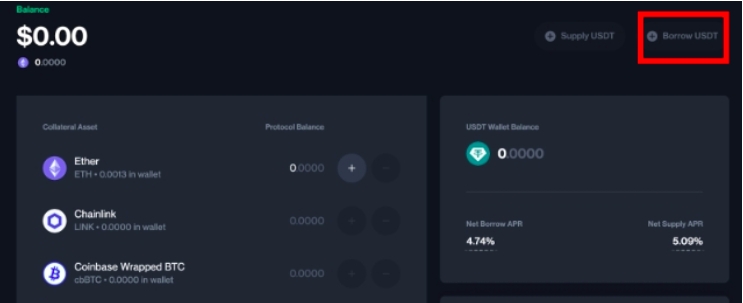 Balance
$0.00
0.0000
Supply USDT
Borrow USDT
Collateral Asset
Protocol Balance
Ether
ETH • 0.0013 in wallet
0.0000
+
-
Chainlink
LINK • 0.0000 in wallet
0.0000
+
-
Coinbase Wrapped BTC
cbBTC • 0.0000 in wallet
0.0000
+
-
USDT Wallet Balance
0.0000
Net Borrow APR
Net Supply APR
4.74%
5.09%